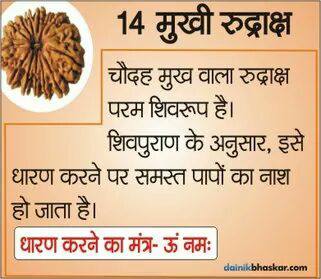 14 मुखी रुद्राक्ष
चौदह मुख वाला रुद्राक्ष
परम शिवरूप है।
शिवपुराण के अनुसार, इसे
धारण करने पर समस्त पापों का नाश
हो जाता है।
धारण करने का मंत्र- ऊं नमः
dainikbhaskar.com